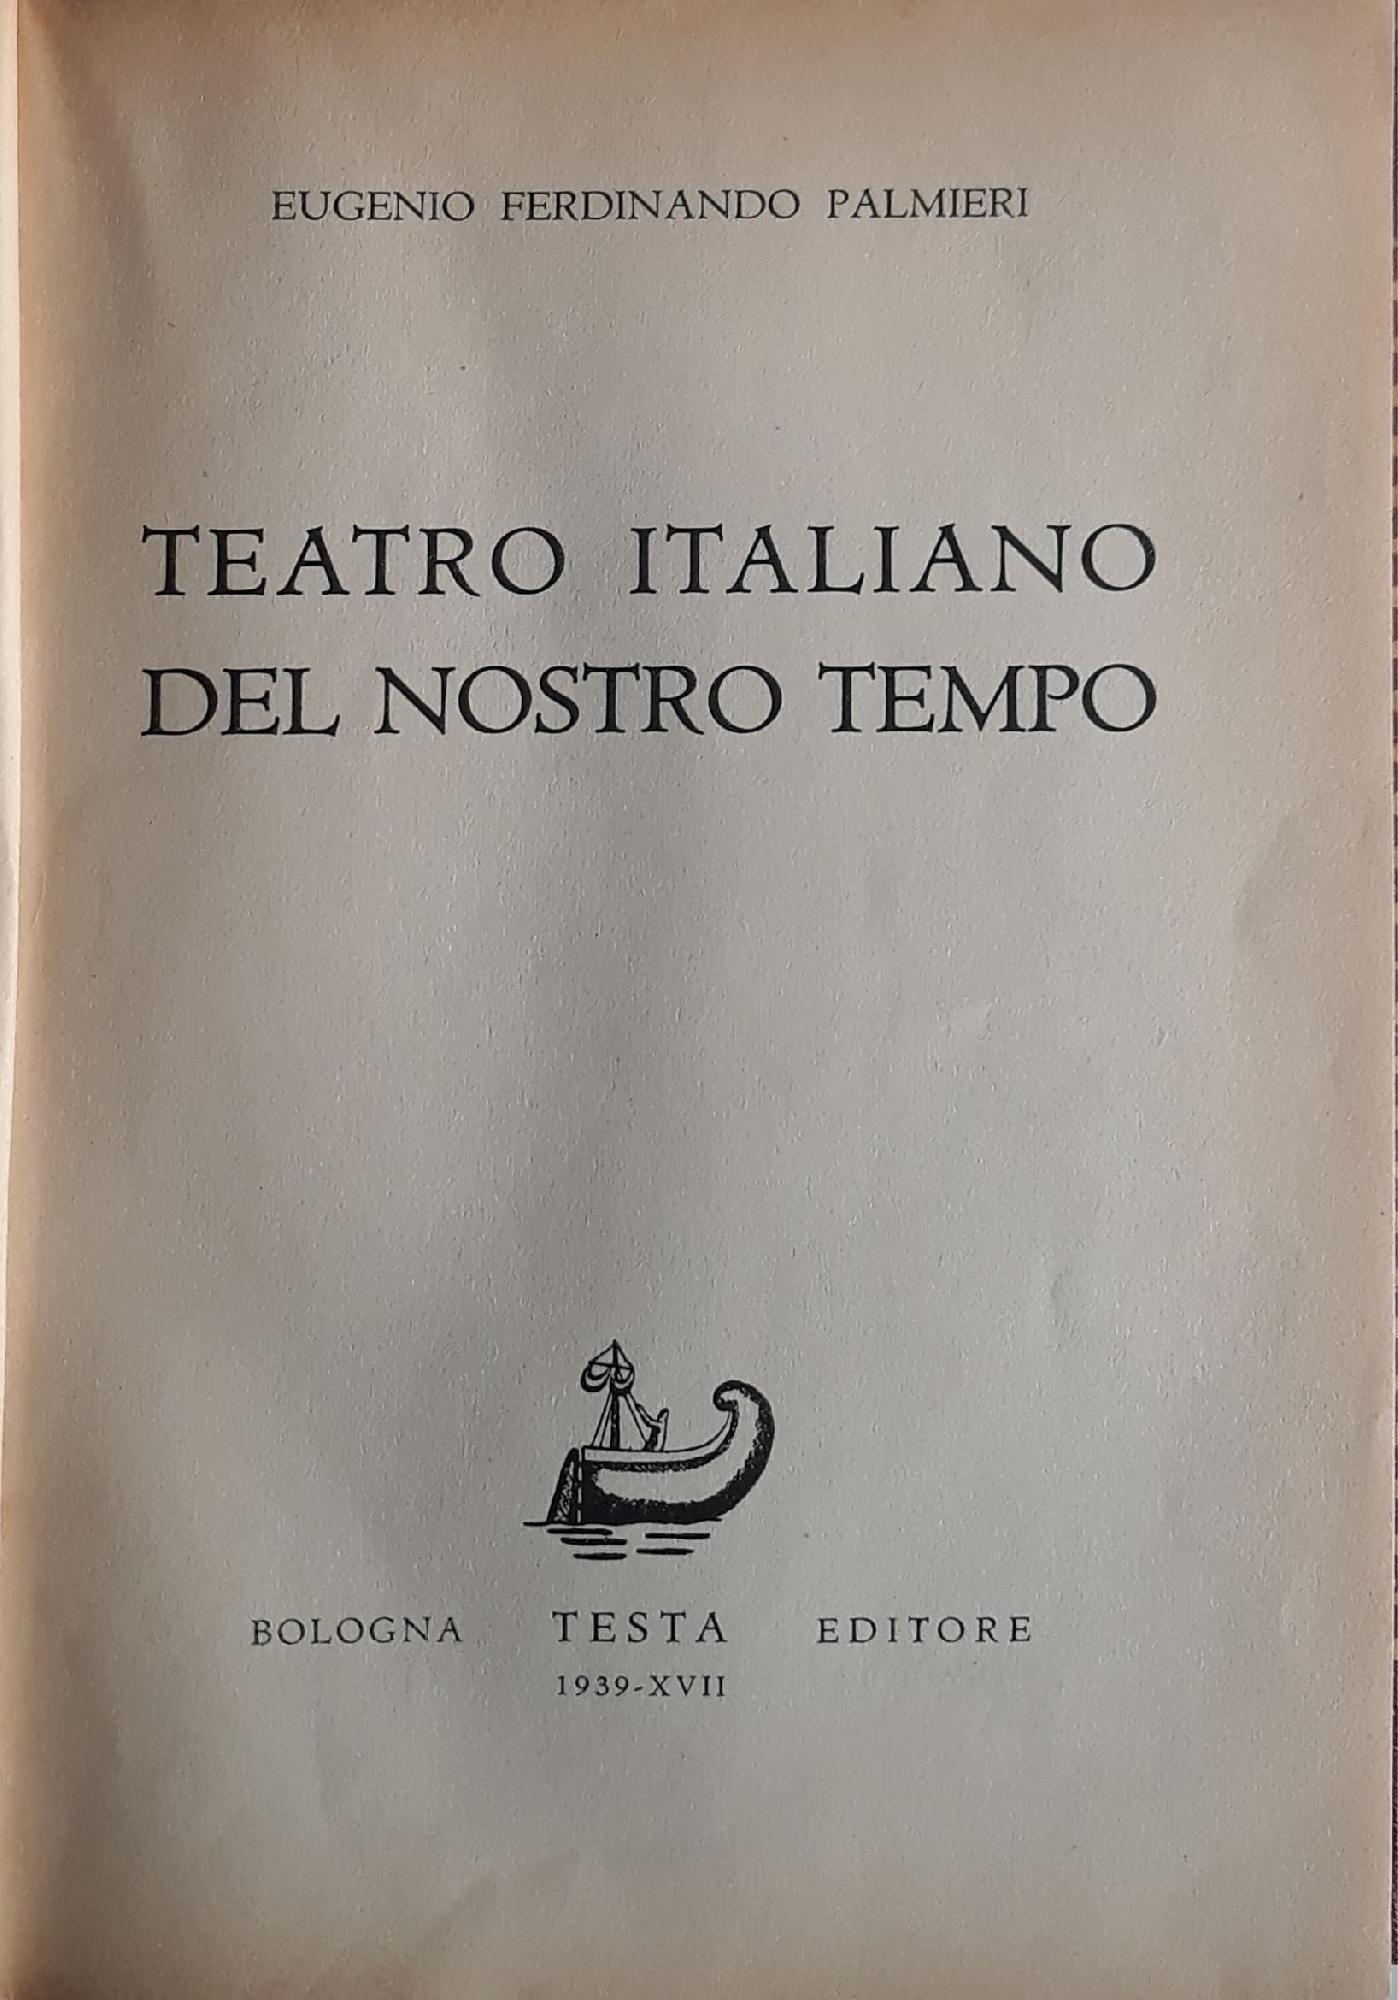 EUGENIO FERDINANDO PALMIERI
TEATRO ITALIANO
DEL NOSTRO TEMPO
BOLOGNA TESTA EDITORE
1939-XVII